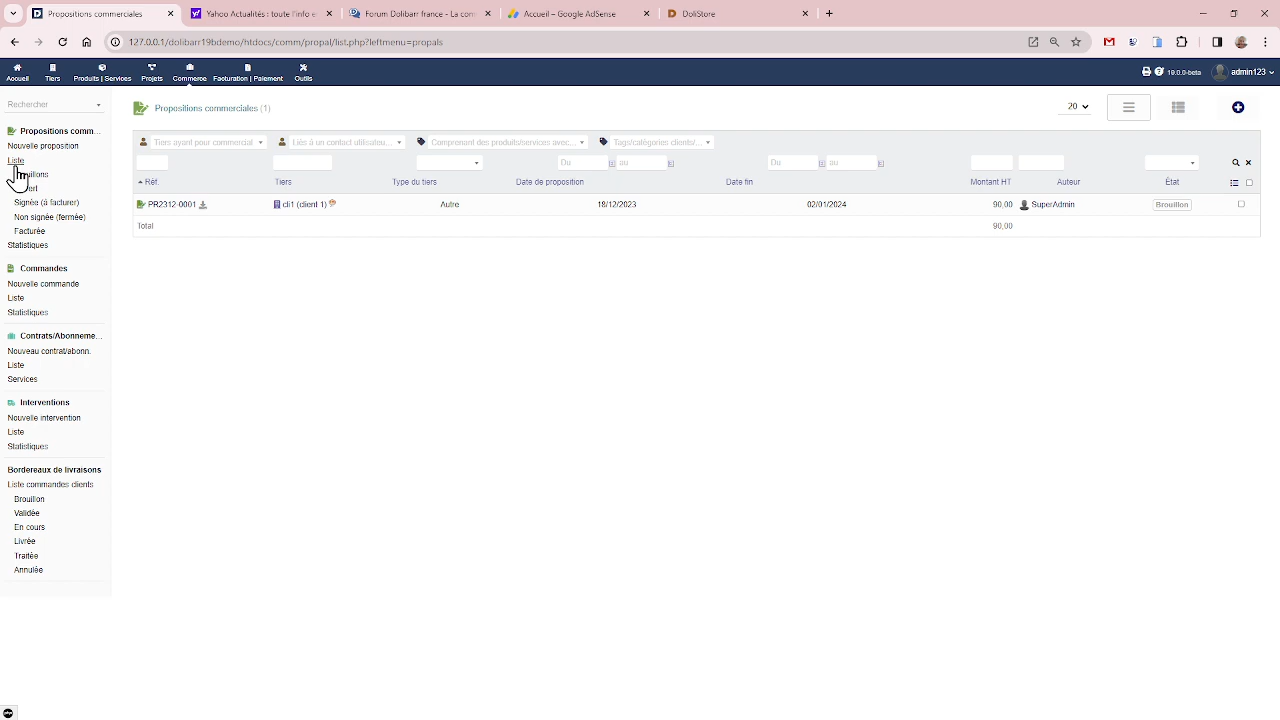 Propositions commerciales
Yahoo Actualités : toute l'info e
Forum Dolibarr france - La com
Accueil – Google AdSense
DoliStore
127.0.0.1/dolibarr19bdemo/htdocs/comm/propal/list.php?leftmenu=propals
Accueil Tiers Produits | Services Projets Commerce Facturation | Paiement Outils
19.0.0-beta admin123
Rechercher
Propositions comm...
Nouvelle proposition
Liste
Signée (à facturer)
Non signée (fermée)
Facturée
Statistiques
Commandes
Nouvelle commande
Liste
Statistiques
Contrats/Abonneme...
Nouveau contrat/abonn.
Liste
Services
Interventions
Nouvelle intervention
Liste
Statistiques
Bordereaux de livraisons
Liste commandes clients
Brouillon
Validée
En cours
Livrée
Traitée
Annulée
Propositions commerciales (1)
20
Tiers ayant pour commercial
Liés à un contact utilisateu...
Comprenant des produits/services avec...
Tags/catégories clients/...
Du au Du au
Réf. Tiers Type du tiers Date de proposition Date fin Montant HT Auteur État
PR2312-0001 cli1 (client 1) Autre 18/12/2023 02/01/2024 90,00 SuperAdmin Brouillon
Total 90,00
php